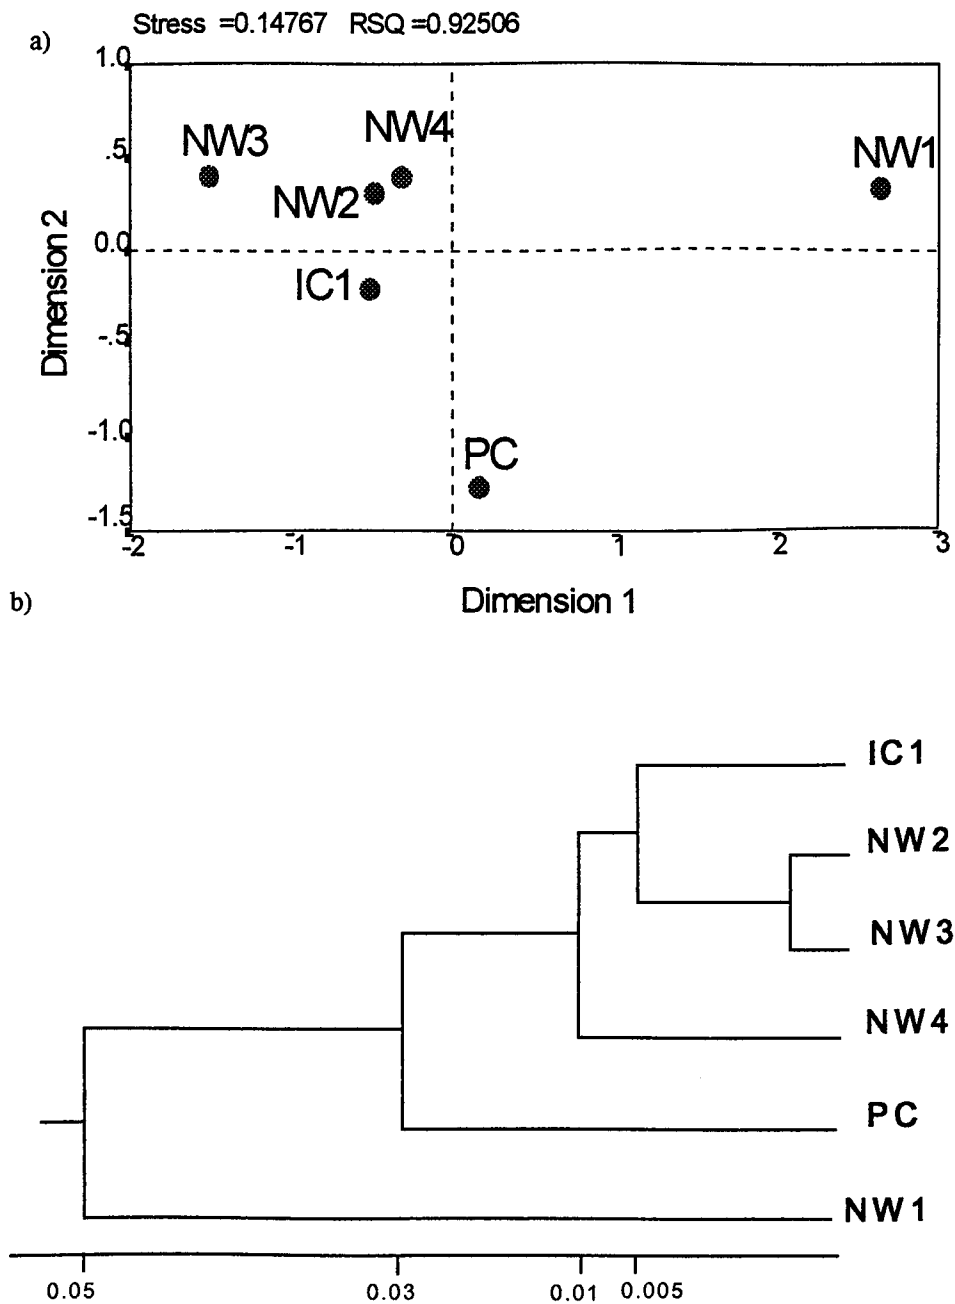 Stress =0.14767 RSQ =0.92506
a)
1.0
NW4
NW3
.5
NW1
NW2
0.0
Dimension 2
IC1
-.5
-1.0
PC
-1.5
-2 -1 0 1 2 3
b)
Dimension 1
IC1
NW2
NW3
NW4
PC
NW1
0.05 0.03 0.01 0.005